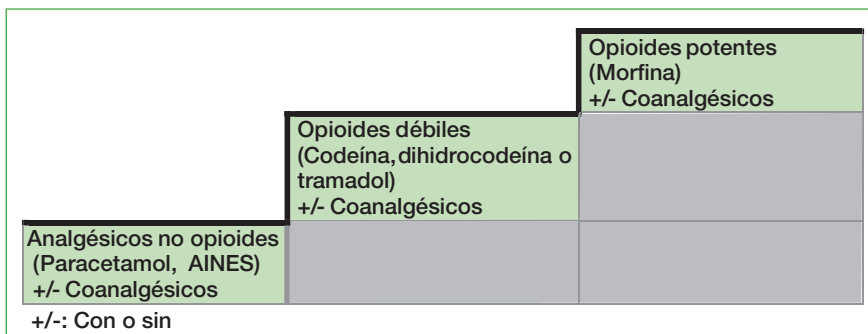 Opioides potentes
(Morfina)
+/- Coanalgésicos
Opioides débiles
(Codeína, dihidrocodeína o
tramadol)
+/- Coanalgésicos
Analgésicos no opioides
(Paracetamol, AINES)
+/- Coanalgésicos
+/-: Con o sin